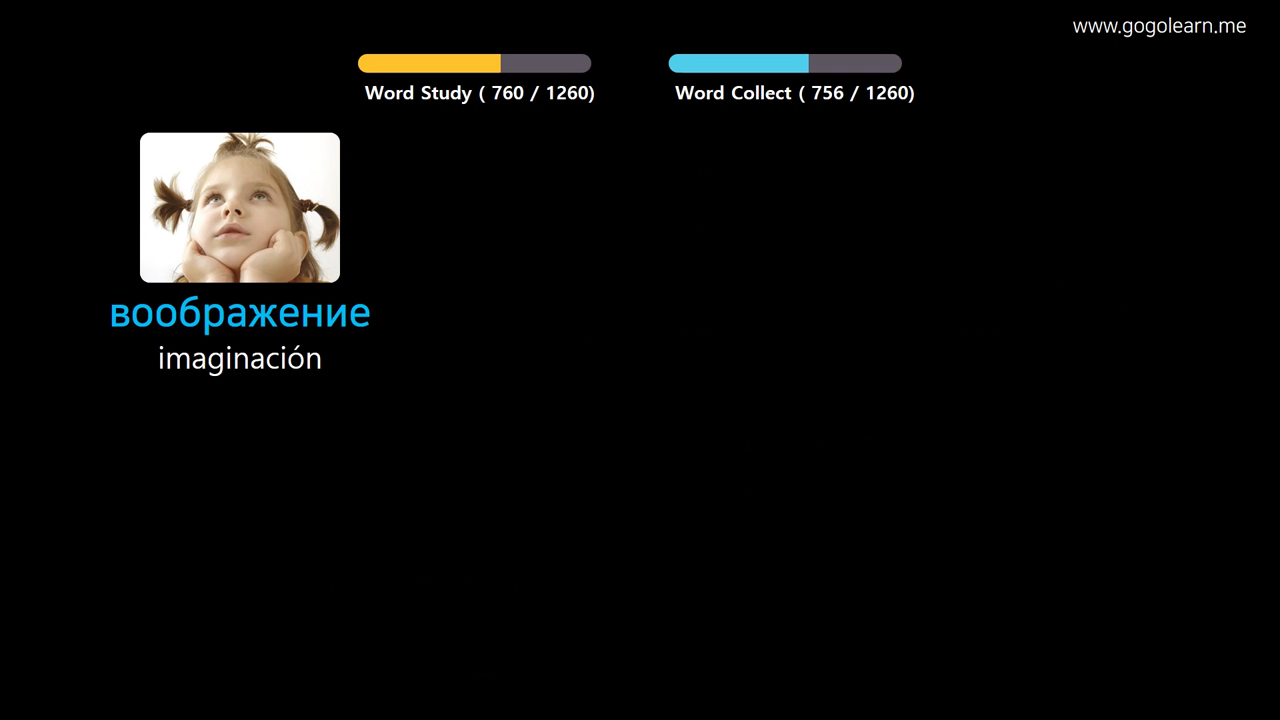 www.gogolearn.me
Word Study ( 760 / 1260)
Word Collect ( 756 / 1260)
воображение
imaginación